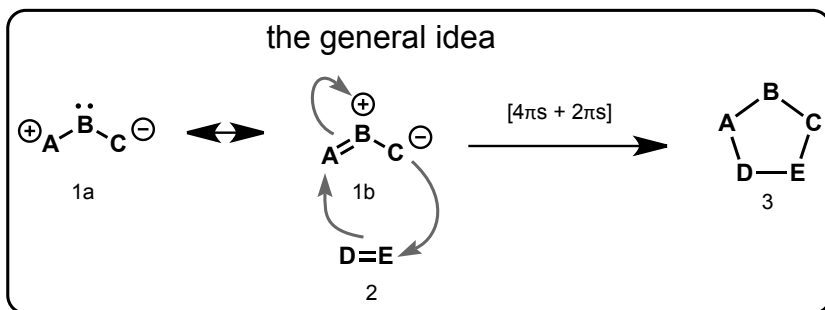 the general idea
⊕ A B̈ C ⊖
1a
A=B⊕ C ⊖
1b
D=E
2
[4πs + 2πs]
B
A C
D E
3